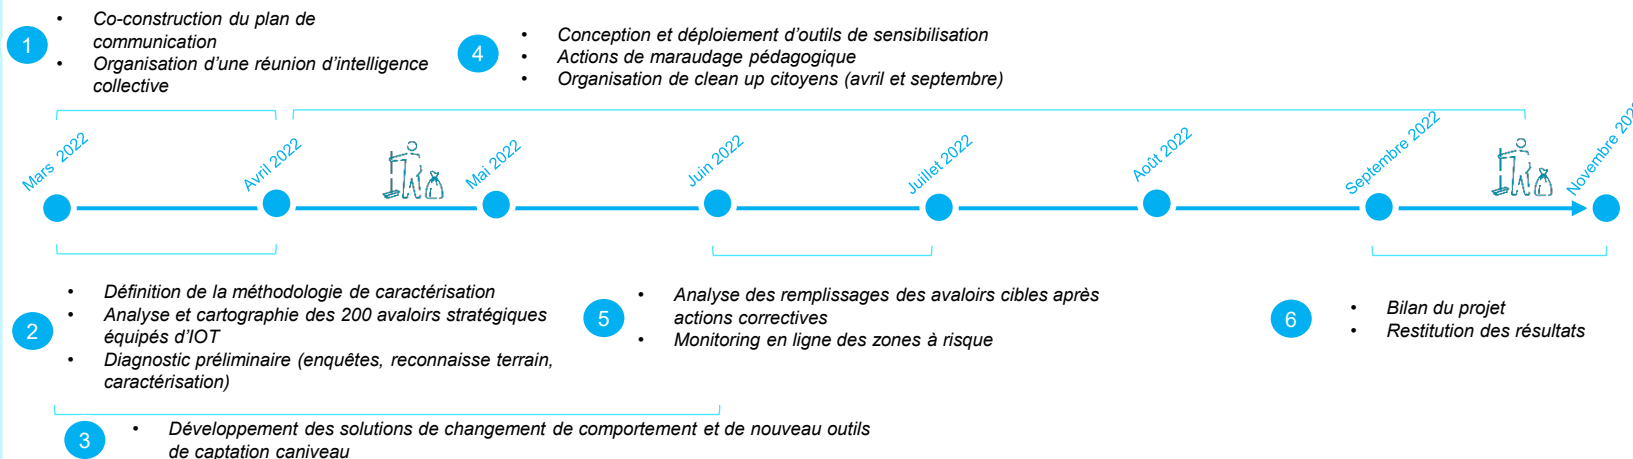 1
• Co-construction du plan de
communication
• Organisation d’une réunion d’intelligence
collective
4
• Conception et déploiement d’outils de sensibilisation
• Actions de maraudage pédagogique
• Organisation de clean up citoyens (avril et septembre)
Mars 2022
Avril 2022
Mai 2022
Juin 2022
Juillet 2022
Août 2022
Septembre 2022
Novembre
2
• Définition de la méthodologie de caractérisation
• Analyse et cartographie des 200 avaloirs stratégiques
équipés d’IOT
• Diagnostic préliminaire (enquêtes, reconnaisse terrain,
caractérisation)
5
• Analyse des remplissages des avaloirs cibles après
actions correctives
• Monitoring en ligne des zones à risque
6
• Bilan du projet
• Restitution des résultats
3
• Développement des solutions de changement de comportement et de nouveau outils
de captation caniveau